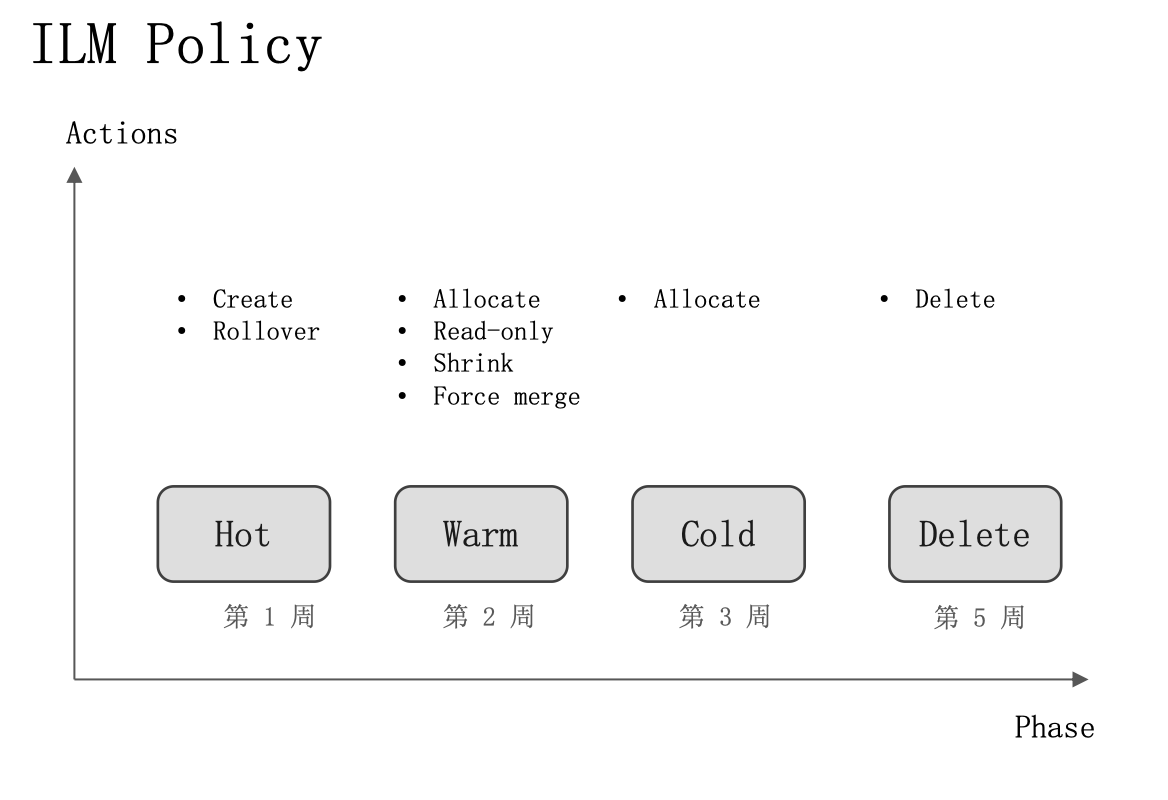 ILM Policy
Actions
• Create
• Rollover
• Allocate
• Read-only
• Shrink
• Force merge
• Allocate
• Delete
Hot
Warm
Cold
Delete
第 1 周
第 2 周
第 3 周
第 5 周
Phase